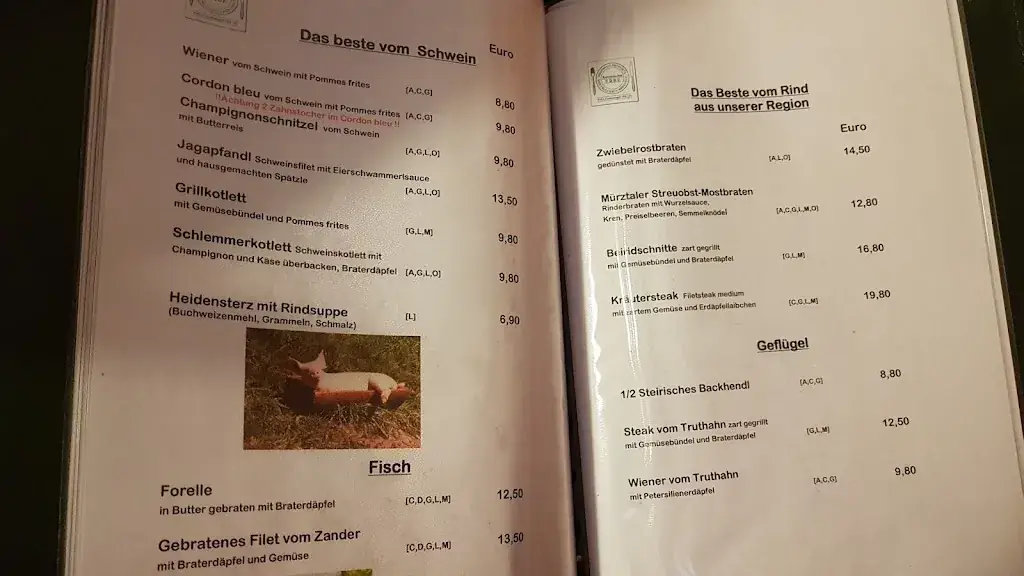 Das beste vom Schwein
Euro
Wiener vom Schwein mit Pommes frites [A,C,G] 8,80
Cordon bleu vom Schwein mit Pommes frites [A,C,G] 9,80
!!Achtung 2 Zahnstocher im Cordon bleu !!
Champignonschnitzel vom Schwein
mit Butterreis [A,G,L,O] 9,80
Jagapfandl Schweinsfilet mit Eierschwammerlsauce
und hausgemachten Spätzle [A,G,L,O] 13,50
Grillkotlett
mit Gemüsebündel und Pommes frites [G,L,M] 9,80
Schlemmerkotlett Schweinskotlett mit
Champignon und Käse überbacken, Braterdäpfel [A,G,L,O] 9,80
Heidensterz mit Rindsuppe [L] 6,90
(Buchweizenmehl, Grammeln, Schmalz)
Fisch
Forelle
in Butter gebraten mit Braterdäpfel [C,D,G,L,M] 12,50
Gebratenes Filet vom Zander
mit Braterdäpfel und Gemüse [C,D,G,L,M] 13,50
Das Beste vom Rind
aus unserer Region
Euro
Zwiebelrostbraten
gedünstet mit Braterdäpfel [A,L,O] 14,50
Mürztaler Streuobst-Mostbraten
Rinderbraten mit Wurzelsauce,
Kren, Preiselbeeren, Semmelknödel [A,C,G,L,M,O] 12,80
Beiridschnitte zart gegrillt
mit Gemüsebündel und Braterdäpfel [G,L,M] 16,80
Kräutersteak Filetsteak medium
mit zartem Gemüse und Erdäpfellaibchen [C,G,L,M] 19,80
Geflügel
1/2 Steirisches Backhendl [A,C,G] 8,80
Steak vom Truthahn zart gegrillt
mit Gemüsebündel und Braterdäpfel [G,L,M] 12,50
Wiener vom Truthahn
mit Petersilienerdäpfel [A,C,G] 9,80